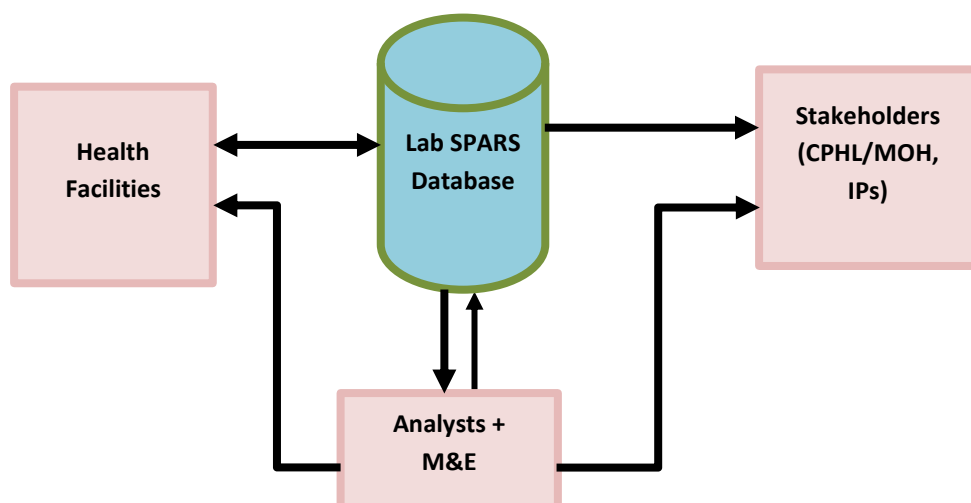 Health
Facilities
Lab SPARS
Database
Stakeholders
(CPHL/MOH,
IPs)
Analysts +
M&E